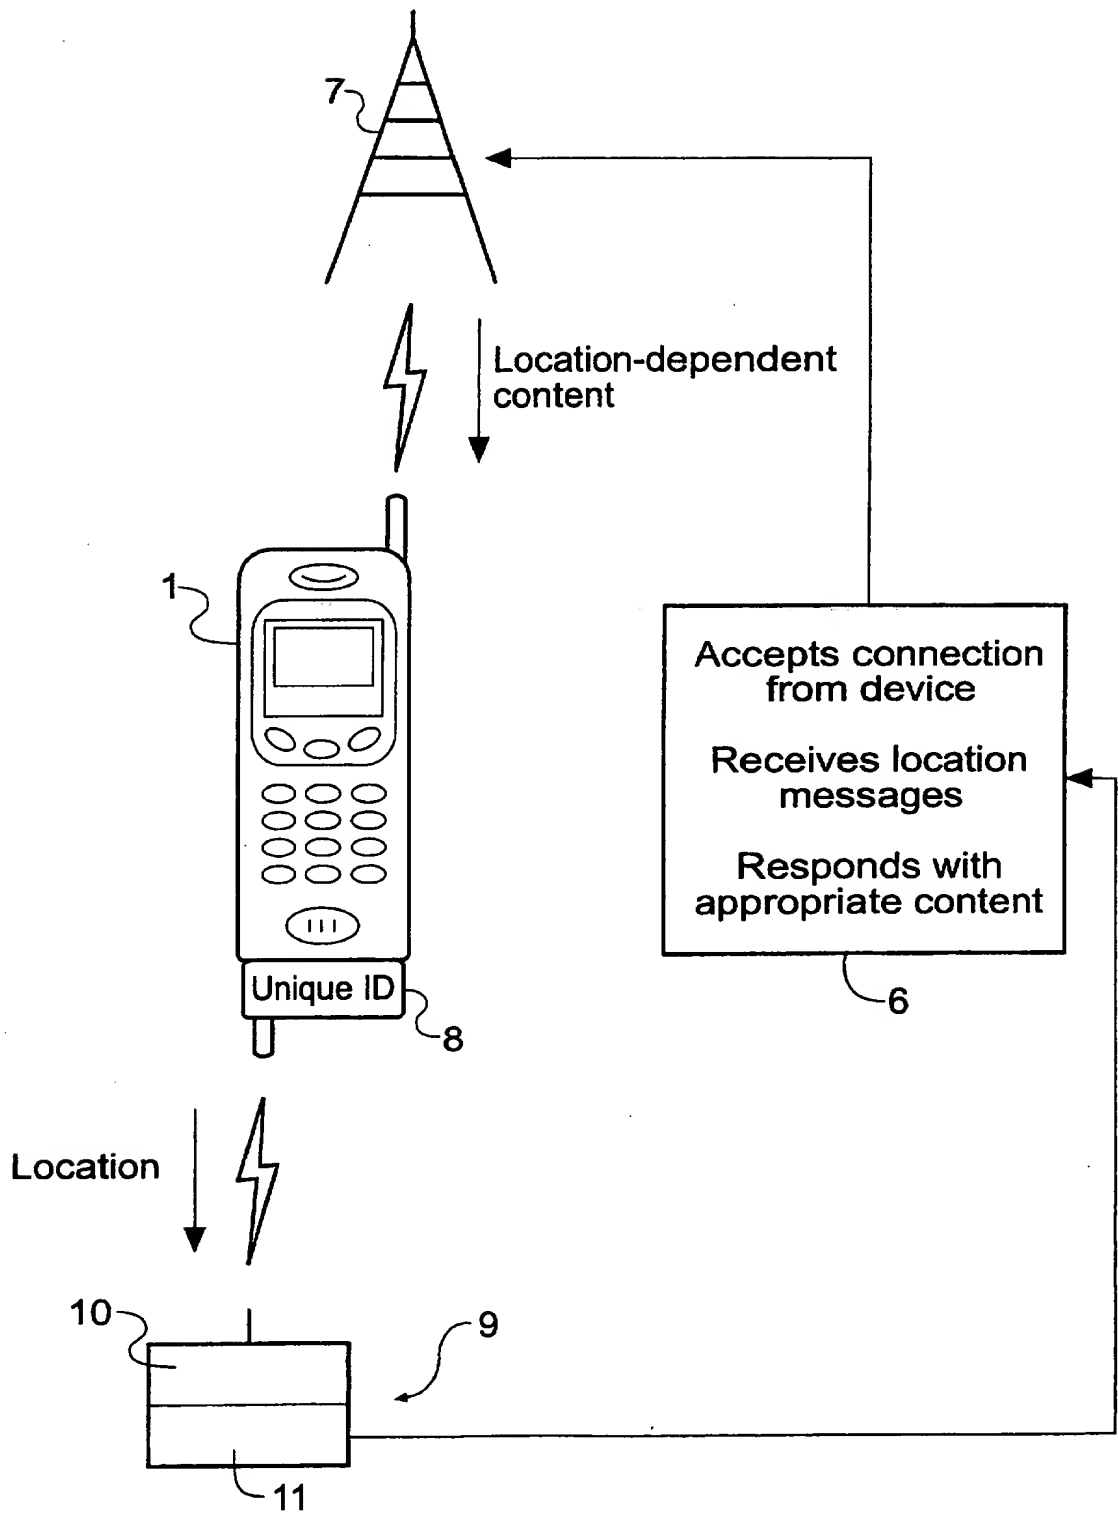 7
Location-dependent
content
1
Accepts connection
from device
Receives location
messages
Responds with
appropriate content
6
Unique ID
8
Location
10
9
11